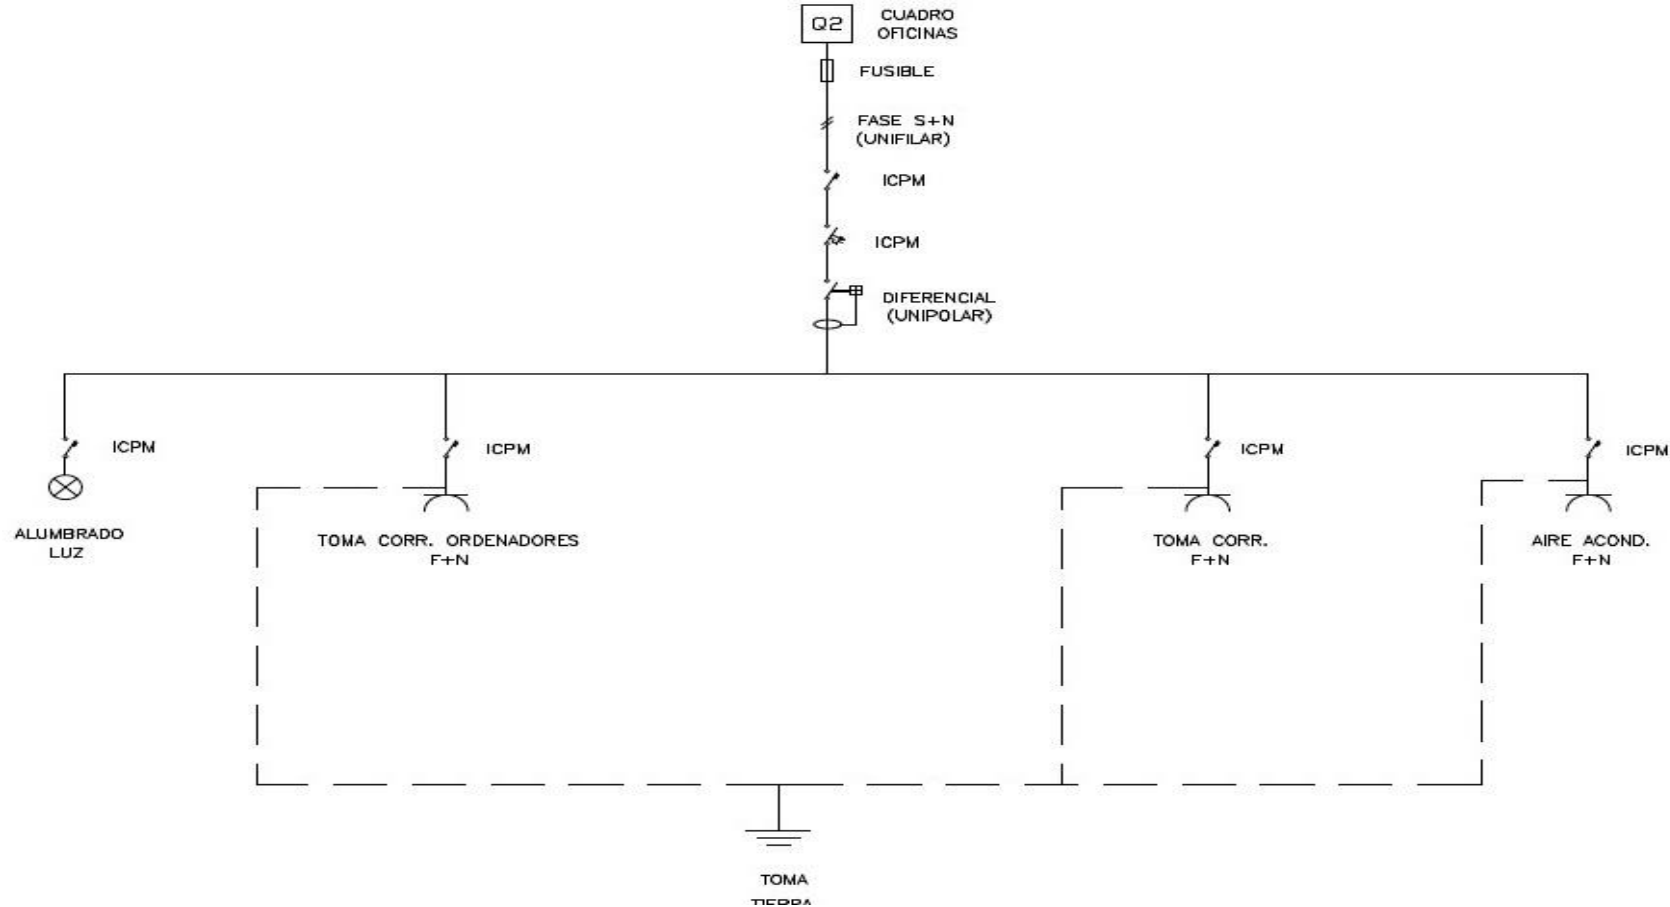 Q2
CUADRO
OFICINAS
FUSIBLE
FASE S+N
(UNIFILAR)
ICPM
ICPM
DIFERENCIAL
(UNIPOLAR)
ICPM
ICPM
ICPM
ICPM
ALUMBRADO
LUZ
TOMA CORR. ORDENADORES
F+N
TOMA CORR.
F+N
AIRE ACOND.
F+N
TOMA
TIERRA